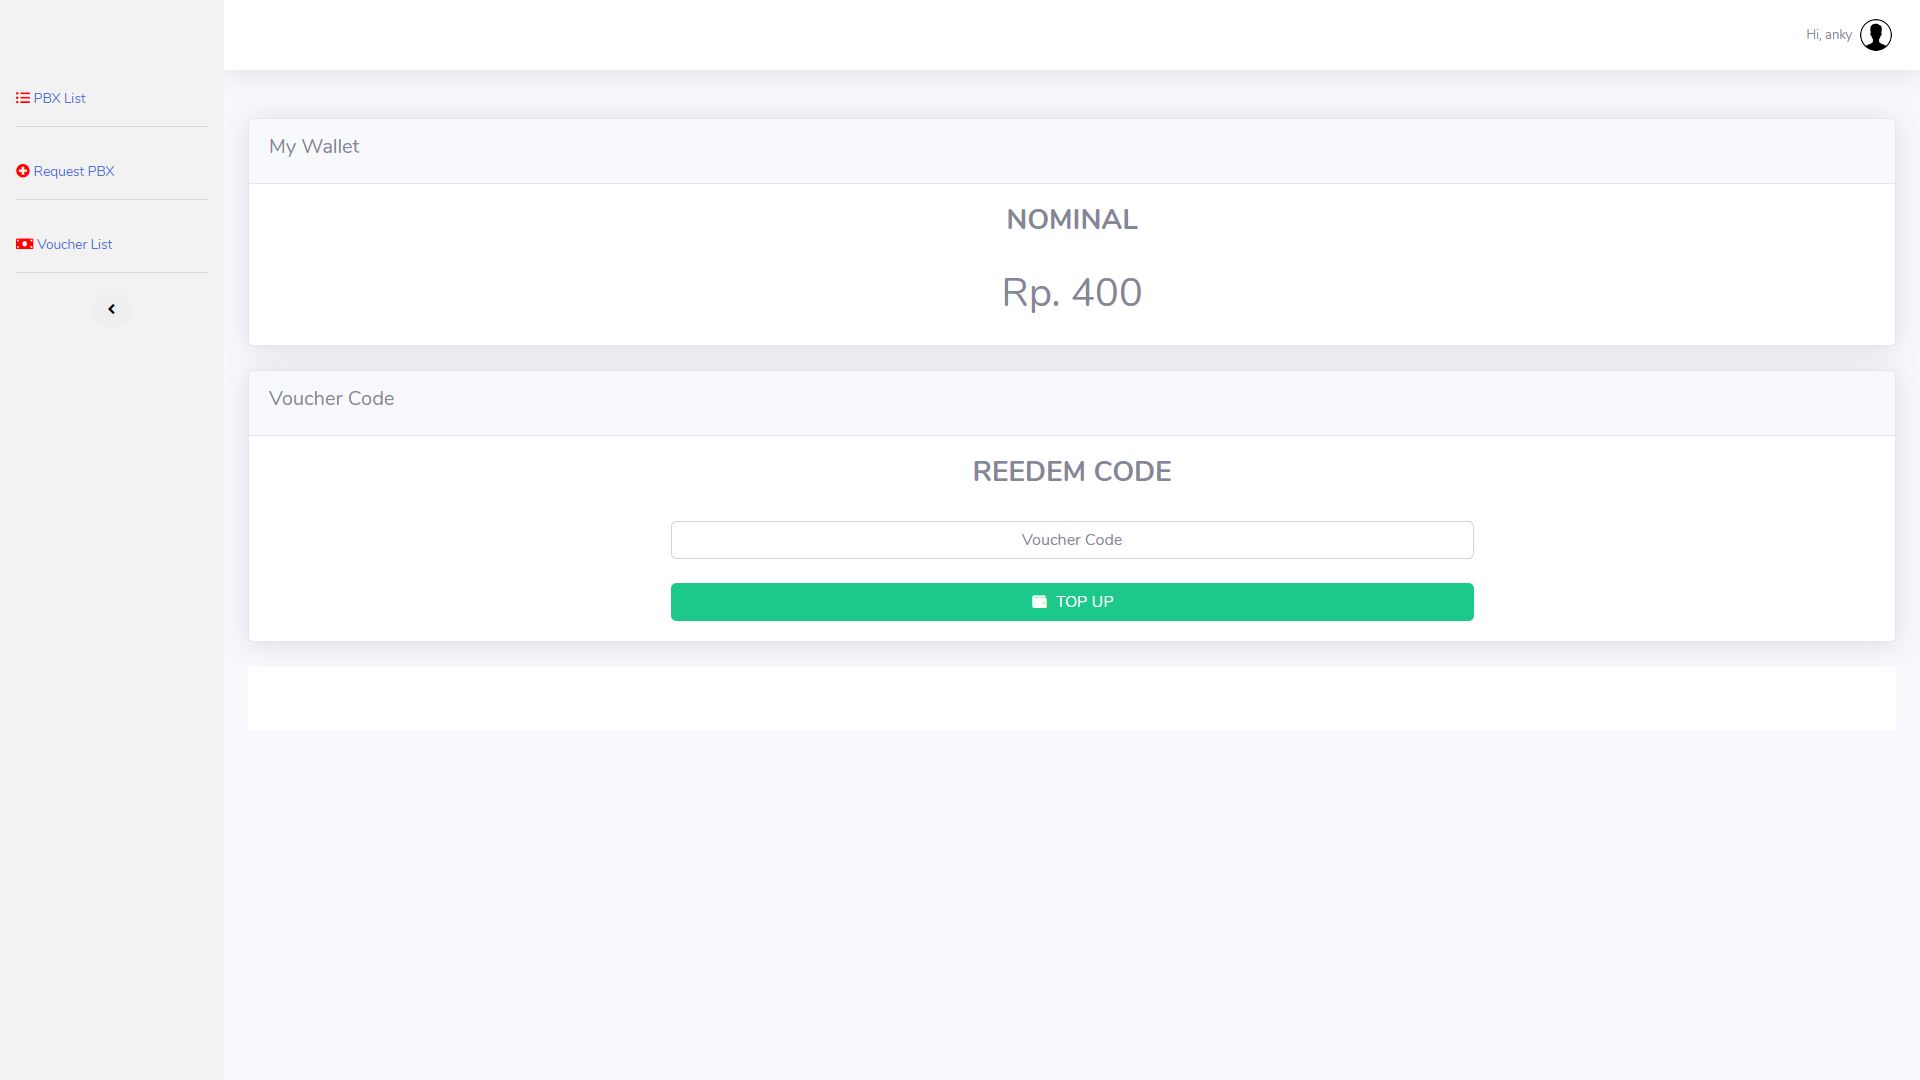 Hi, anky
PBX List
Request PBX
Voucher List
My Wallet
NOMINAL
Rp. 400
Voucher Code
REEDEM CODE
Voucher Code
TOP UP